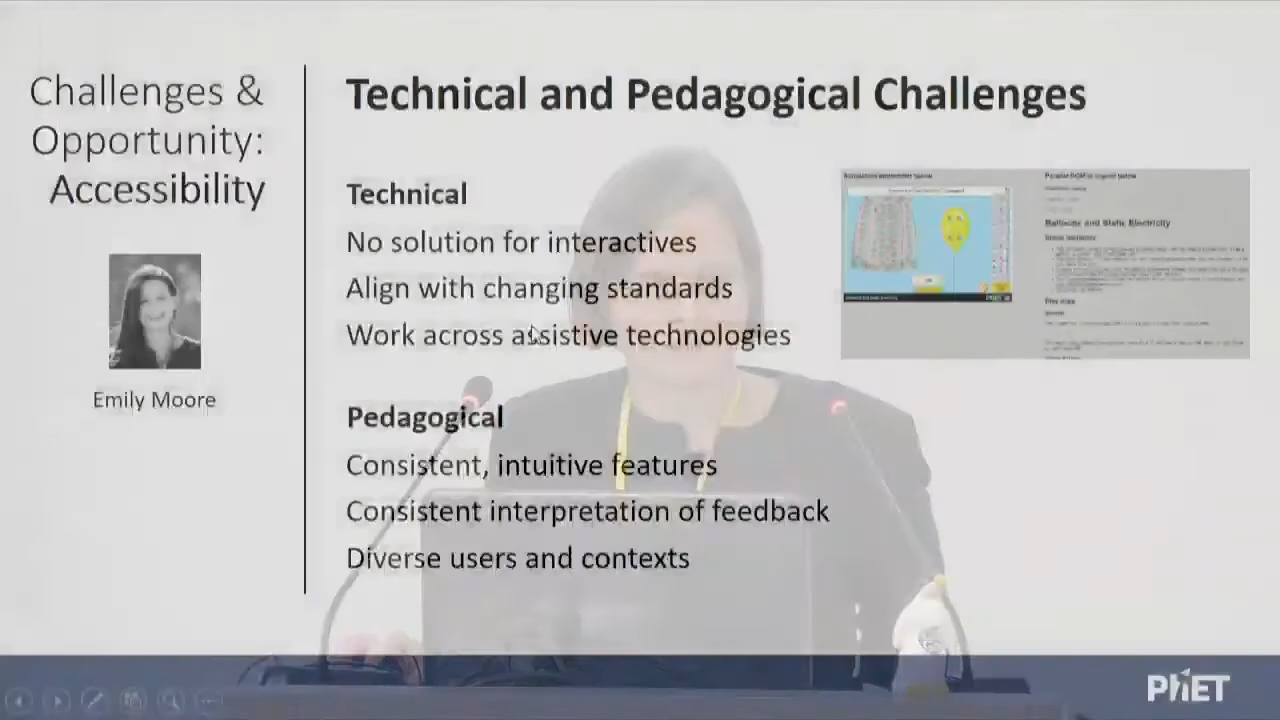 Challenges &
Opportunity:
Accessibility
Emily Moore
Technical and Pedagogical Challenges
Technical
No solution for interactives
Align with changing standards
Work across assistive technologies
Pedagogical
Consistent, intuitive features
Consistent interpretation of feedback
Diverse users and contexts
Balloons and Static Electricity
PhET